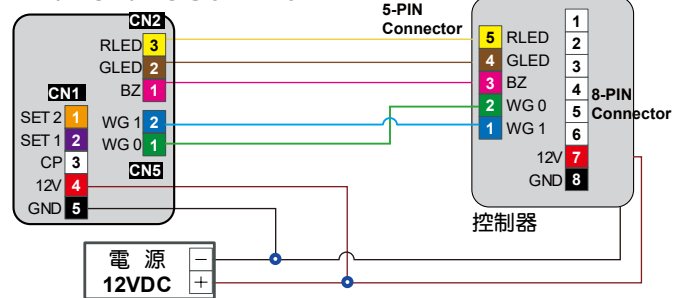 CN2
RLED 3
GLED 2
BZ 1
CN1
SET 2 1
SET 1 2
CP 3
12V 4
GND 5
WG 1 2
WG 0 1
CN5
5-PIN
Connector
5 RLED
4 GLED
3 BZ
2 WG 0
1 WG 1
1
2
3
4
5
6
12V 7
GND 8
8-PIN
Connector
控制器
電 源 −
12VDC +